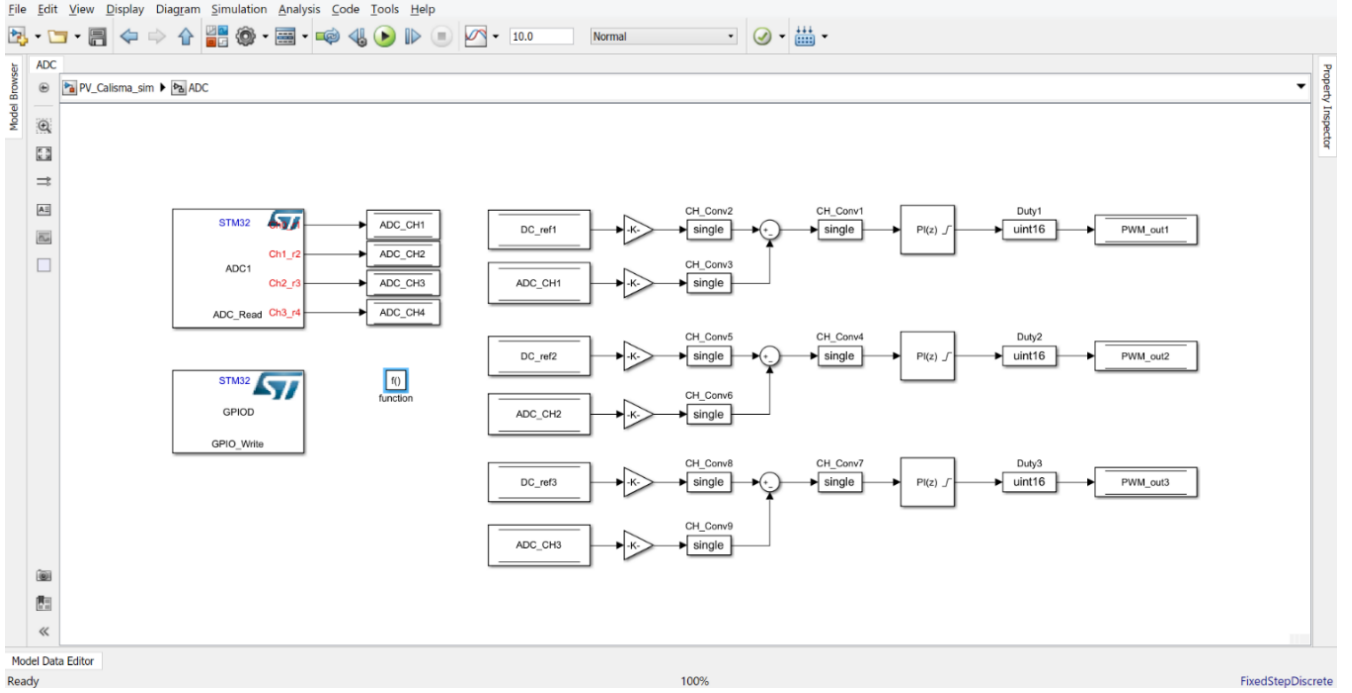 File Edit View Display Diagram Simulation Analysis Code Tools Help
10.0 Normal
ADC
PV_Calisma_sim ADC
Model Browser
Property Inspector
STM32
ADC1
ADC_Read
Ch1_r2
Ch2_r3
Ch3_r4
ADC_CH1
ADC_CH2
ADC_CH3
ADC_CH4
STM32
GPIOD
GPIO_Write
f()
function
DC_ref1
-K-
CH_Conv2
single
+
-
CH_Conv1
single
PI(z)
Duty1
uint16
PWM_out1
ADC_CH1
-K-
CH_Conv3
single
DC_ref2
-K-
CH_Conv5
single
+
-
CH_Conv4
single
PI(z)
Duty2
uint16
PWM_out2
ADC_CH2
-K-
CH_Conv6
single
DC_ref3
-K-
CH_Conv8
single
+
-
CH_Conv7
single
PI(z)
Duty3
uint16
PWM_out3
ADC_CH3
-K-
CH_Conv9
single
Model Data Editor
Ready 100% FixedStepDiscrete